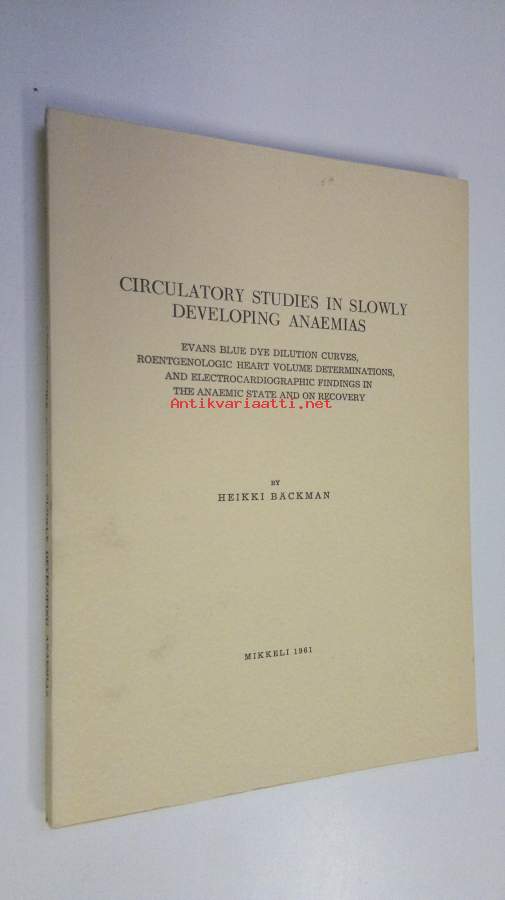 CIRCULATORY STUDIES IN SLOWLY
DEVELOPING ANAEMIAS
EVANS BLUE DYE DILUTION CURVES,
ROENTGENOLOGIC HEART VOLUME DETERMINATIONS,
AND ELECTROCARDIOGRAPHIC FINDINGS IN
THE ANAEMIC STATE AND ON RECOVERY
Antikvariaatti.net
BY
HEIKKI BÄCKMAN
MIKKELI 1961